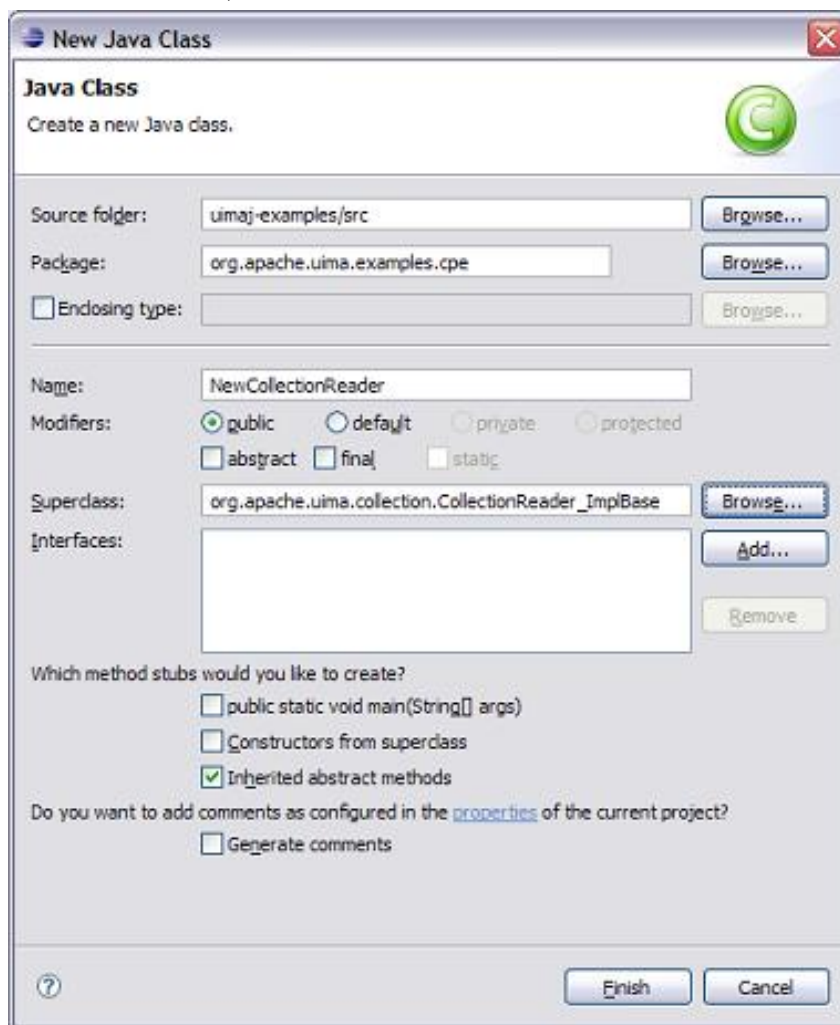 New Java Class
Java Class
Create a new Java class.
Source folder: uimaj-examples/src Browse...
Package: org.apache.uima.examples.cpe Browse...
Enclosing type: Browse...
Name: NewCollectionReader
Modifiers: public default private protected
abstract final static
Superclass: org.apache.uima.collection.CollectionReader_ImplBase Browse...
Interfaces: Add...
Remove
Which method stubs would you like to create?
public static void main(String[] args)
Constructors from superclass
Inherited abstract methods
Do you want to add comments as configured in the properties of the current project?
Generate comments
? Finish Cancel